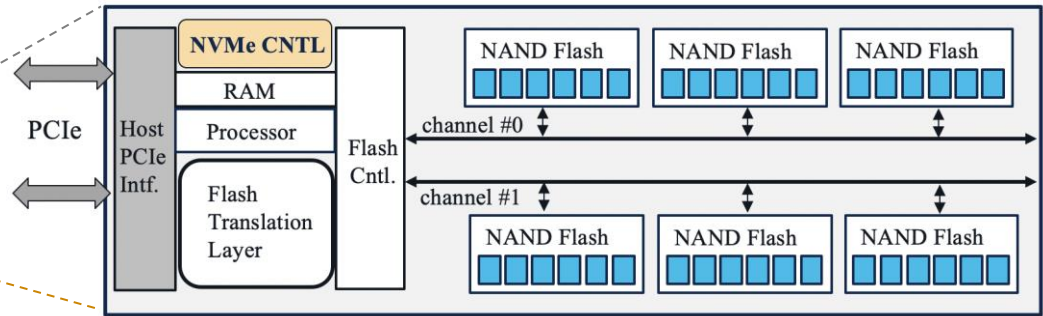 PCIe
Host
PCIe
Intf.
NVMe CNTL
RAM
Processor
Flash
Translation
Layer
Flash
Cntl.
channel #0
channel #1
NAND Flash
NAND Flash
NAND Flash
NAND Flash
NAND Flash
NAND Flash